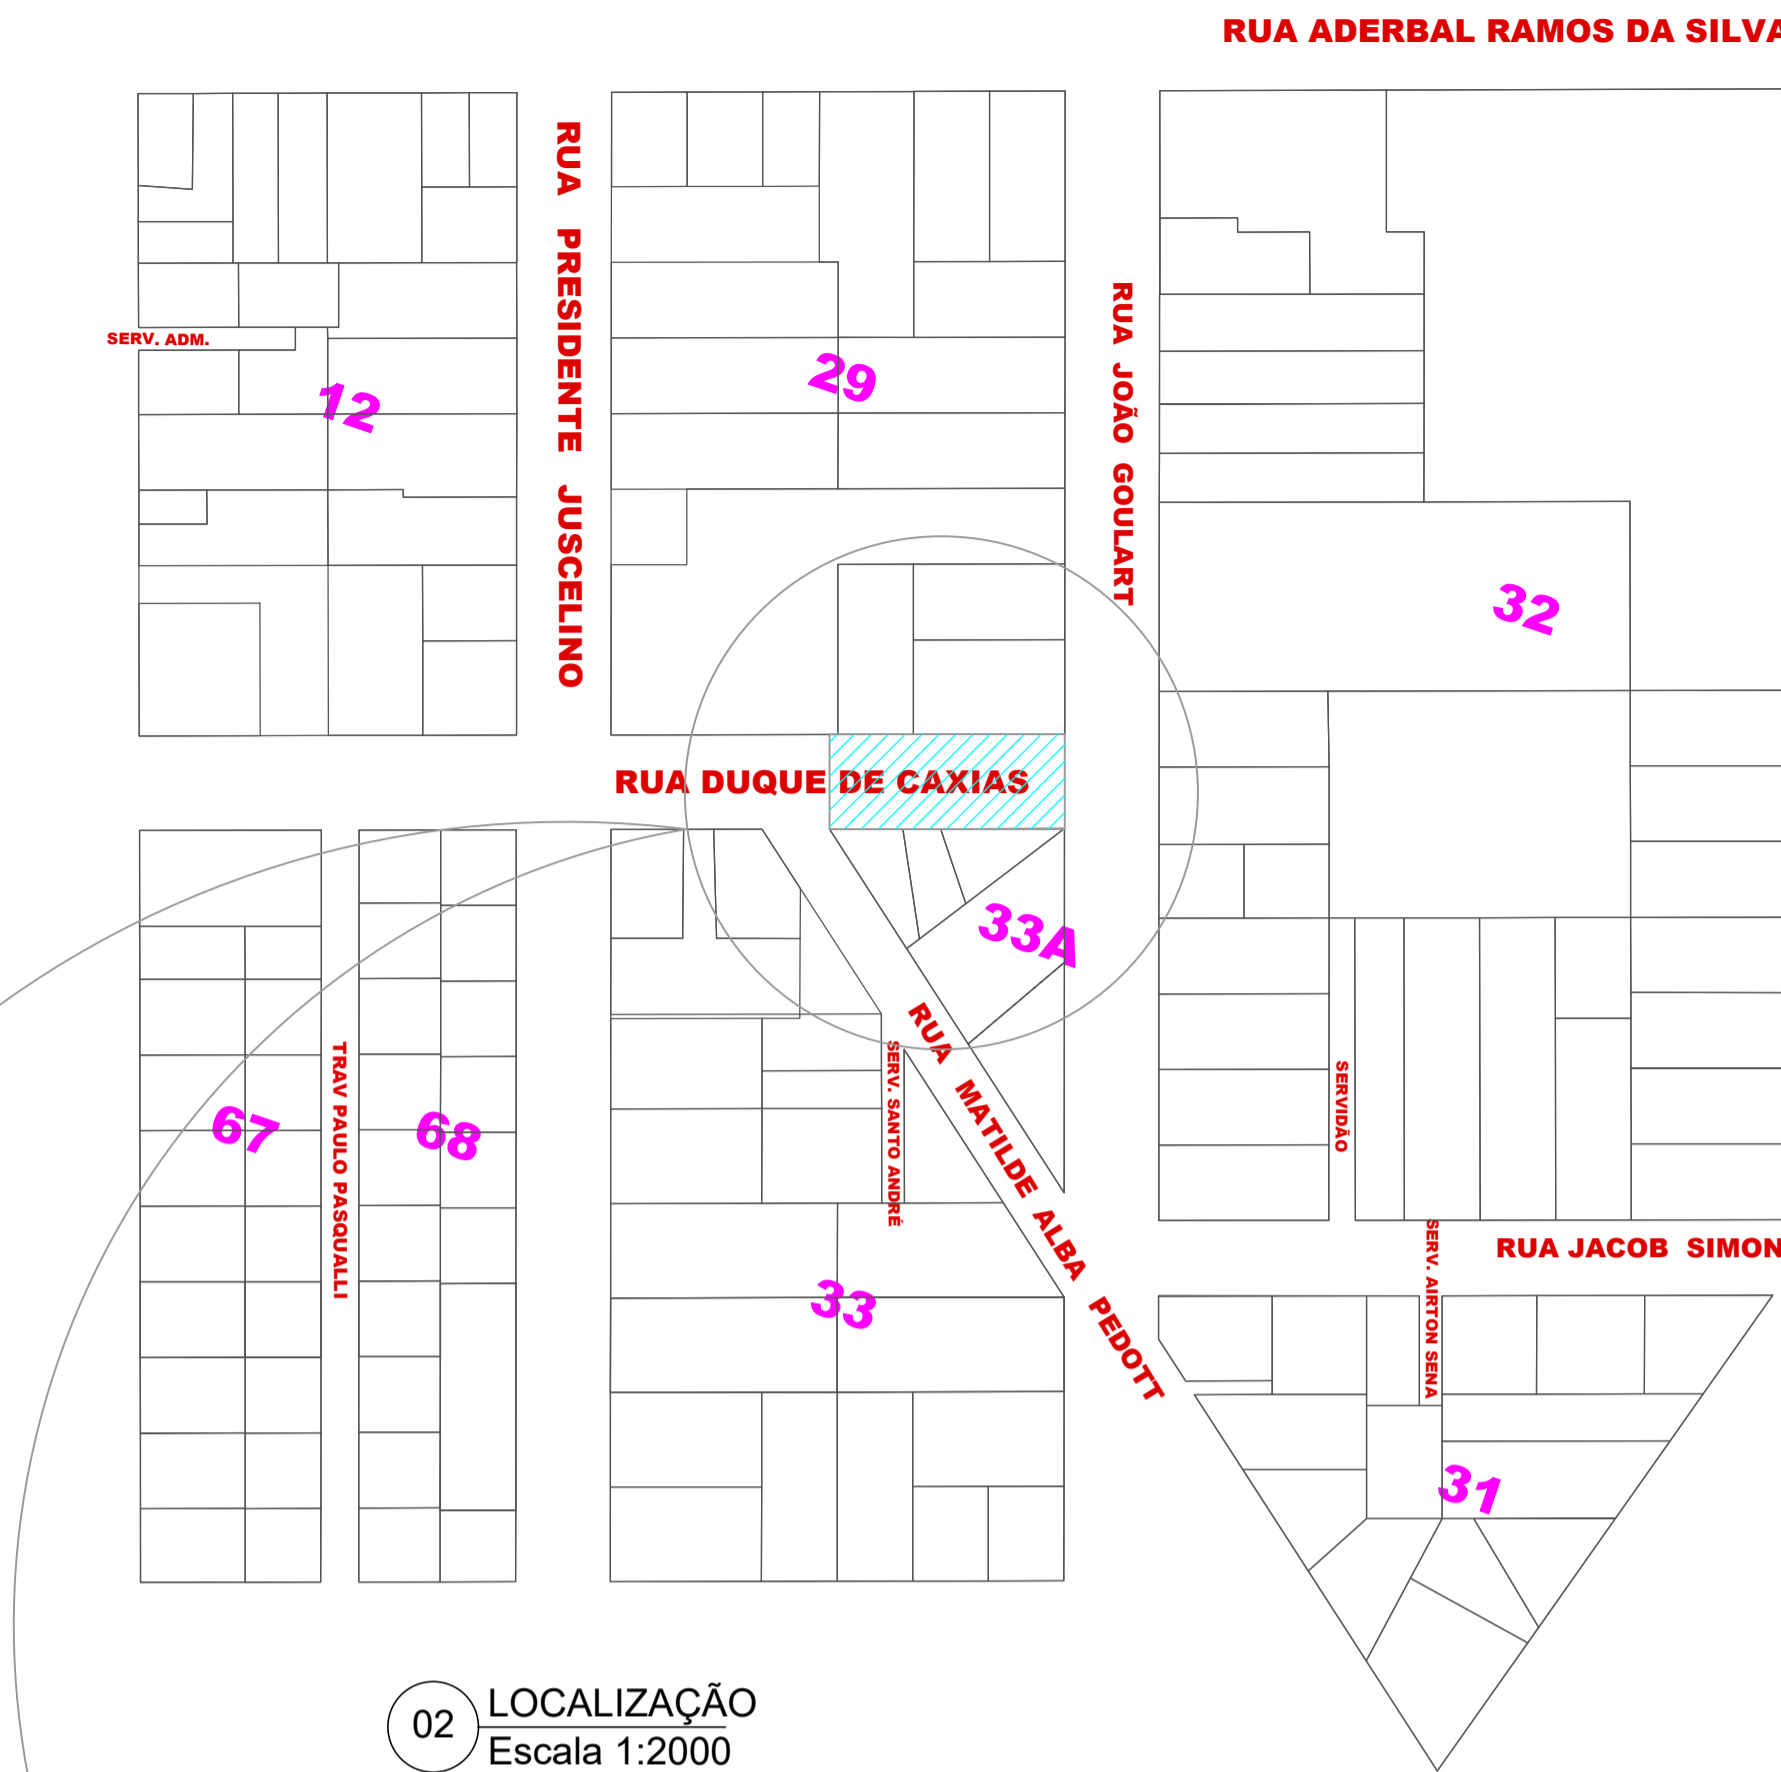 RUA ADERBAL RAMOS DA SILVA
RUA PRESIDENTE JUSCELINO
RUA JOÃO GOULART
SERV. ADM.
12
29
32
RUA DUQUE DE CAXIAS
33A
TRAV PAULO PASQUALLI
67
68
SERV. SANTO ANDRÉ
RUA MATILDE ALBA PEDOTT
SERVIDÃO
RUA JACOB SIMON
SERV. AIRTON SENA
33
31
02
LOCALIZAÇÃO
Escala 1:2000